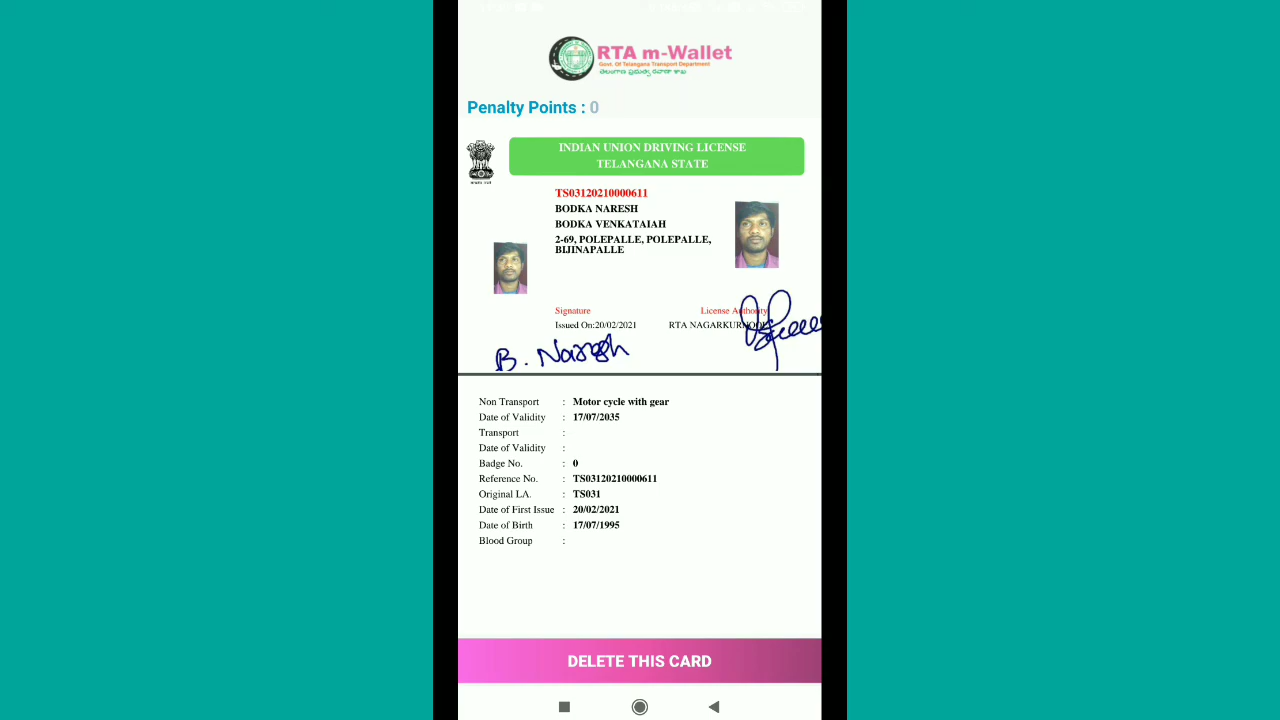 RTA m-Wallet
Govt. Of Telangana Transport Department
తెలంగాణ ప్రభుత్వ రవాణా శాఖ
Penalty Points : 0
INDIAN UNION DRIVING LICENSE
TELANGANA STATE
TS03120210000611
BODKA NARESH
BODKA VENKATAIAH
2-69, POLEPALLE, POLEPALLE,
BIJINAPALLE
Signature License Authority
Issued On:20/02/2021 RTA NAGARKURNOOL
B. Naresh
Non Transport : Motor cycle with gear
Date of Validity : 17/07/2035
Transport :
Date of Validity :
Badge No. : 0
Reference No. : TS03120210000611
Original LA. : TS031
Date of First Issue : 20/02/2021
Date of Birth : 17/07/1995
Blood Group :
DELETE THIS CARD